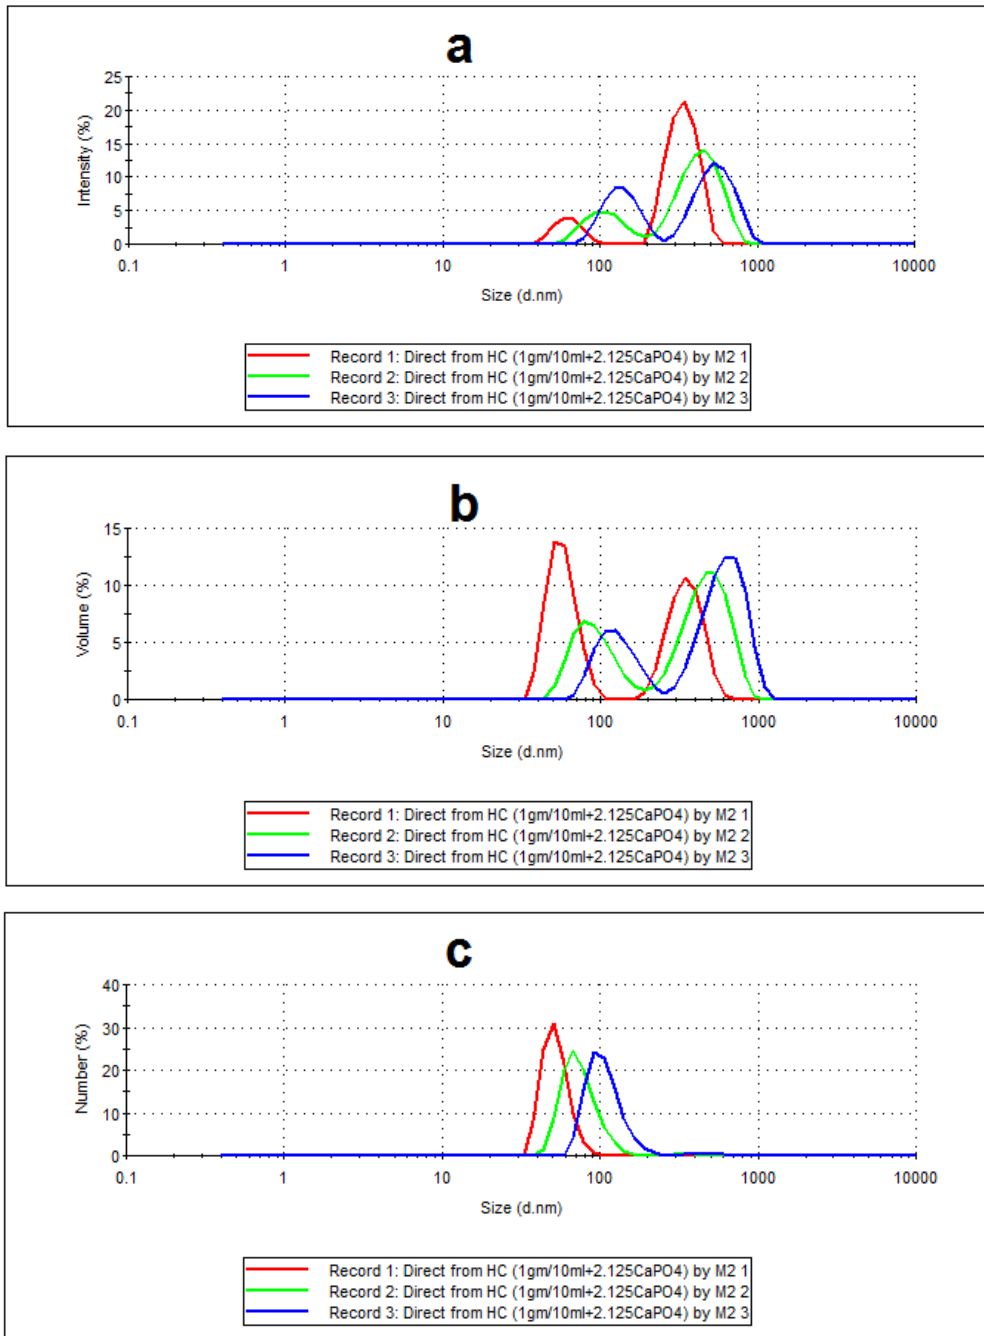 a
25
20
15
10
5
0
Intensity (%)
0.1 1 10 100 1000 10000
Size (d.nm)
Record 1: Direct from HC (1gm/10ml+2.125CaPO4) by M2 1
Record 2: Direct from HC (1gm/10ml+2.125CaPO4) by M2 2
Record 3: Direct from HC (1gm/10ml+2.125CaPO4) by M2 3
b
15
10
5
0
Volume (%)
0.1 1 10 100 1000 10000
Size (d.nm)
Record 1: Direct from HC (1gm/10ml+2.125CaPO4) by M2 1
Record 2: Direct from HC (1gm/10ml+2.125CaPO4) by M2 2
Record 3: Direct from HC (1gm/10ml+2.125CaPO4) by M2 3
c
40
30
20
10
0
Number (%)
0.1 1 10 100 1000 10000
Size (d.nm)
Record 1: Direct from HC (1gm/10ml+2.125CaPO4) by M2 1
Record 2: Direct from HC (1gm/10ml+2.125CaPO4) by M2 2
Record 3: Direct from HC (1gm/10ml+2.125CaPO4) by M2 3